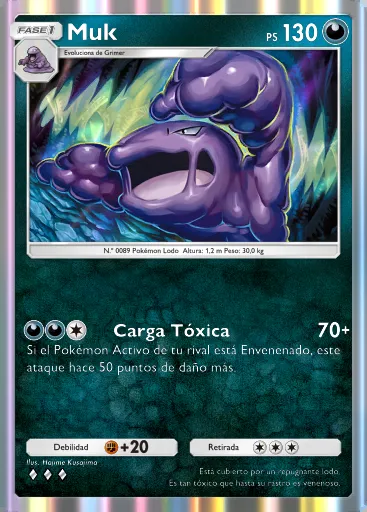 FASE 1
Muk
PS 130
Evoluciona de Grimer
N.º 0089 Pokémon Lodo Altura: 1,2 m Peso: 30,0 kg
Carga Tóxica 70+
Si el Pokémon Activo de tu rival está Envenenado, este
ataque hace 50 puntos de daño más.
Debilidad +20
Retirada
Ilus. Hajime Kusajima
Está cubierto por un repugnante lodo.
Es tan tóxico que hasta su rastro es venenoso.